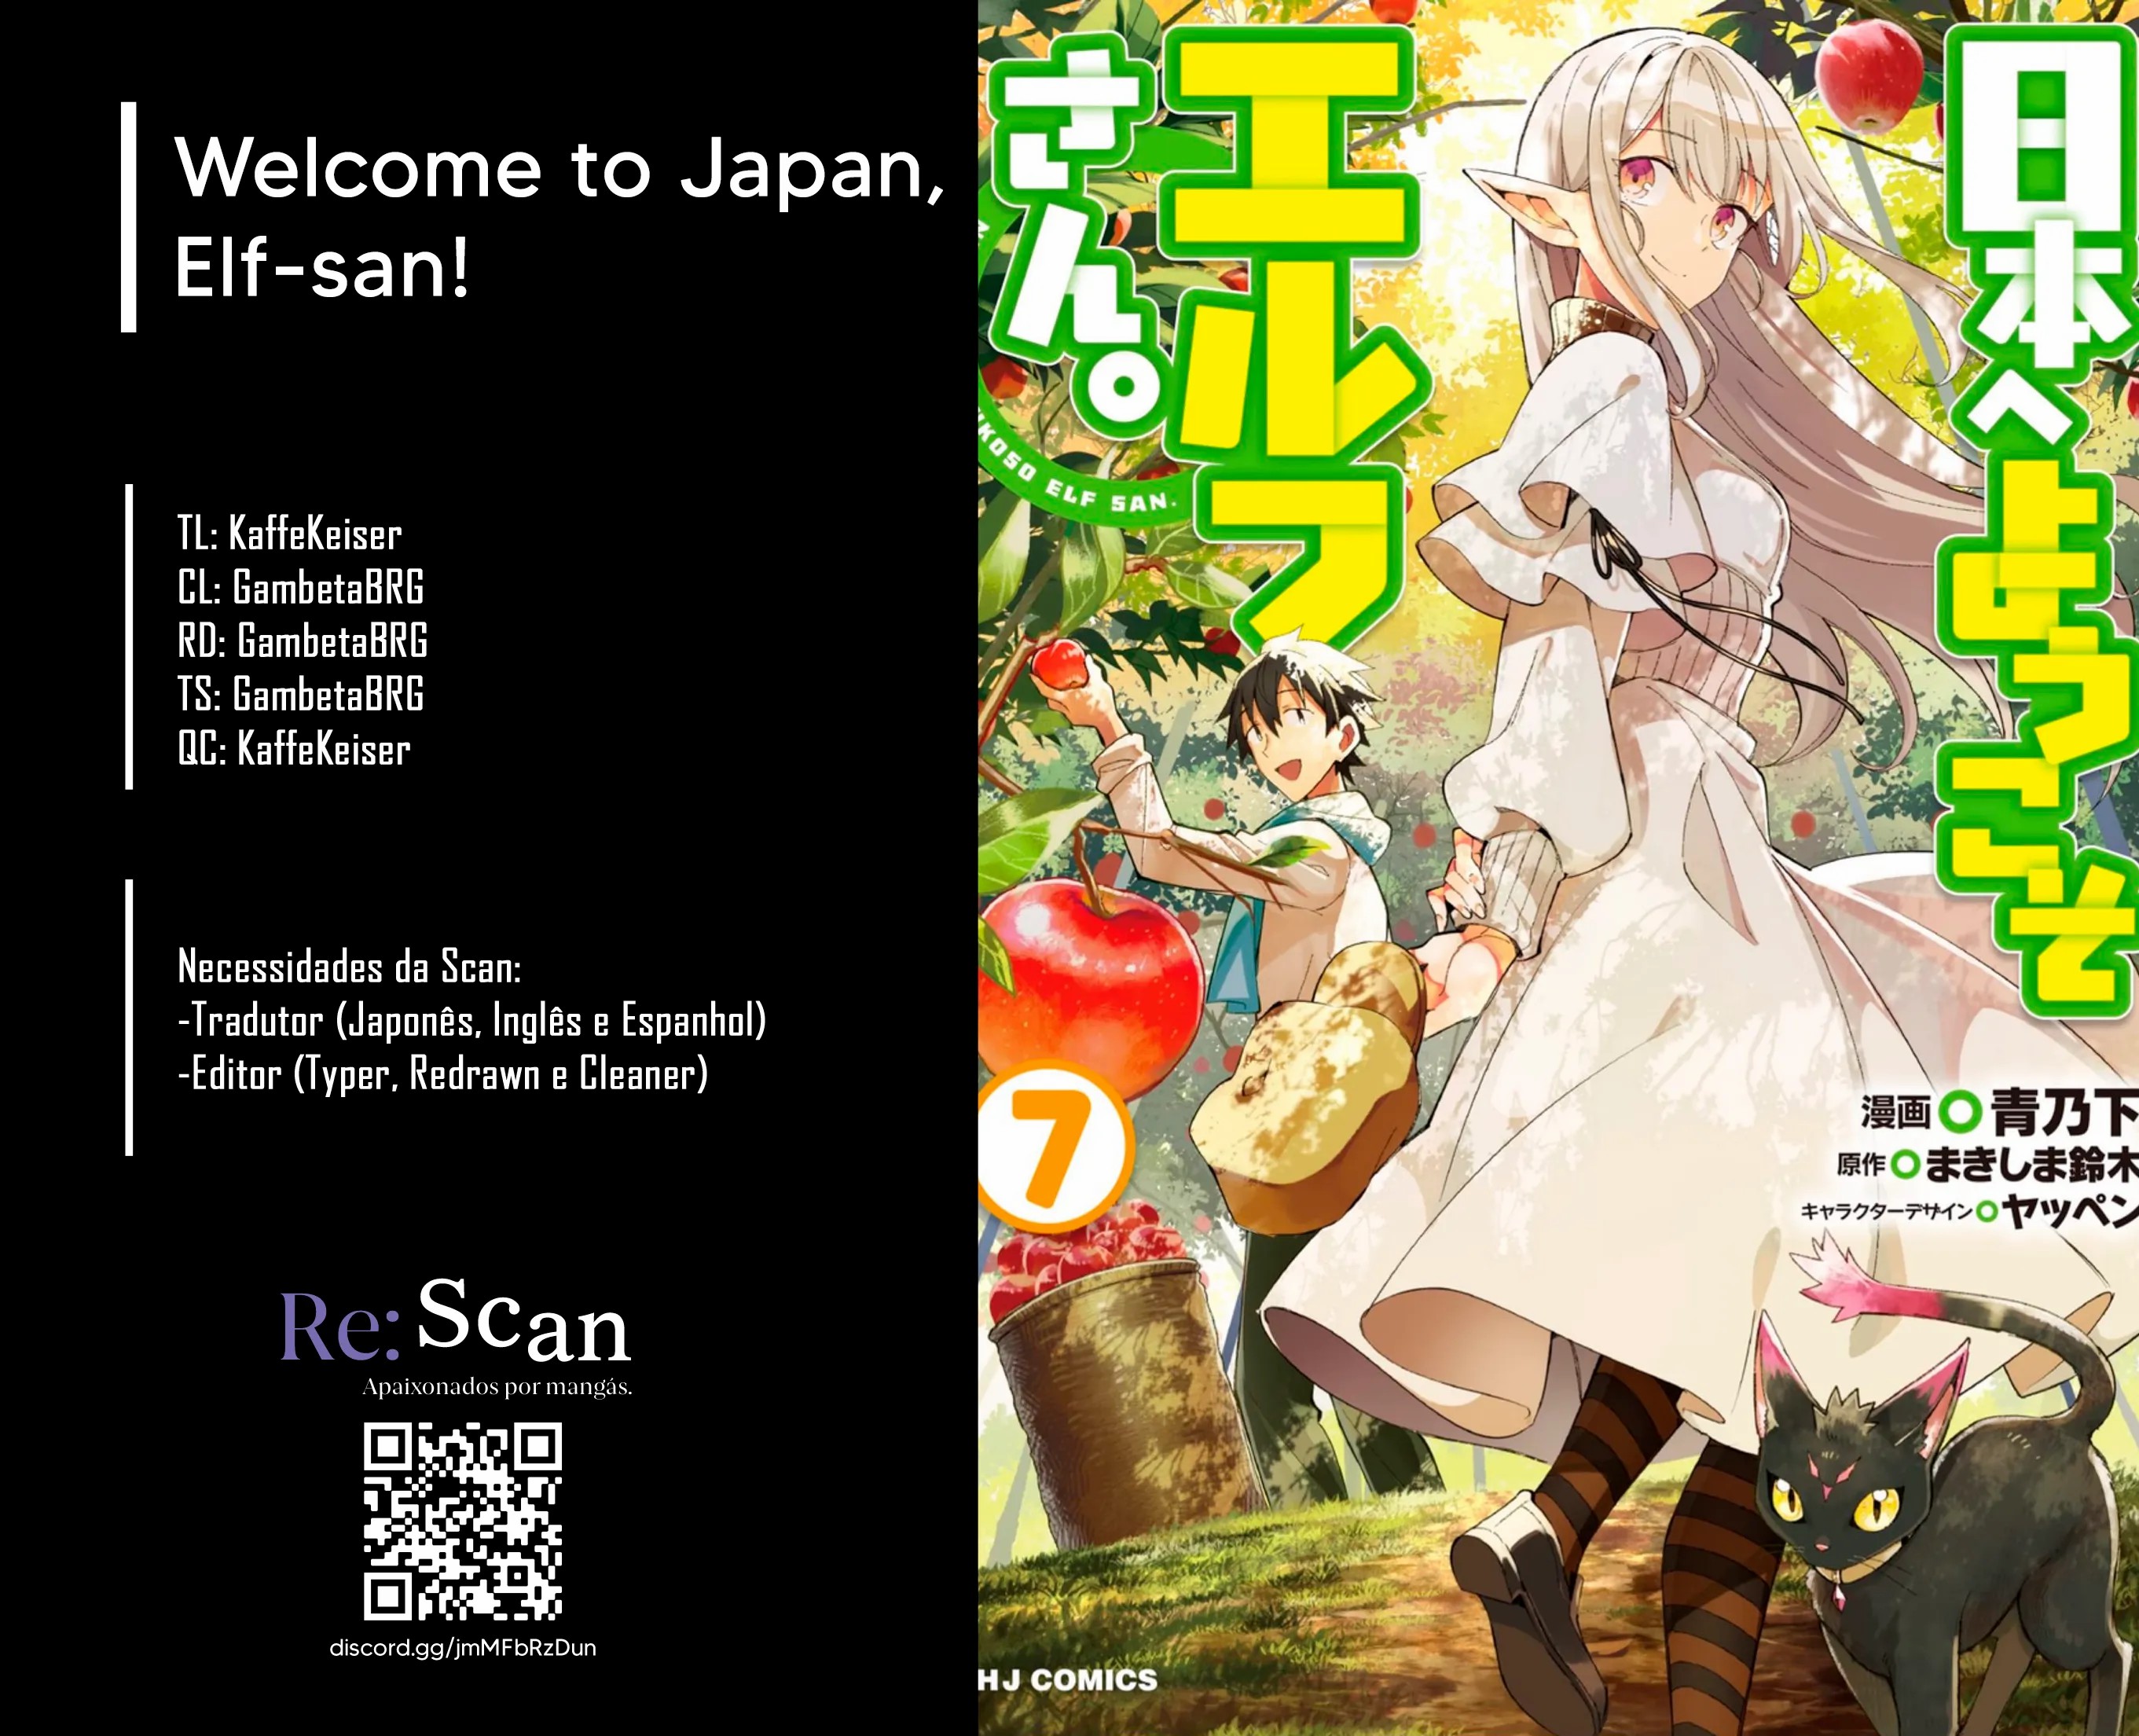 Welcome to Japan,
Elf-san!
TL: KaffeKeiser
CL: GambetaBRG
RD: GambetaBRG
TS: GambetaBRG
QC: KaffeKeiser
Necessidades da Scan:
-Tradutor (Japonês, Inglês e Espanhol)
-Editor (Typer, Redrawn e Cleaner)
Re:Scan
Apaixonados por mangás.
discord.gg/jmMFbRzDun
日本へようこそ
エルフ
さん。
KOSO ELF SAN.
7
漫画 青乃下
原作 まきしま鈴木
キャラクターデザイン ヤッペン
HJ COMICS